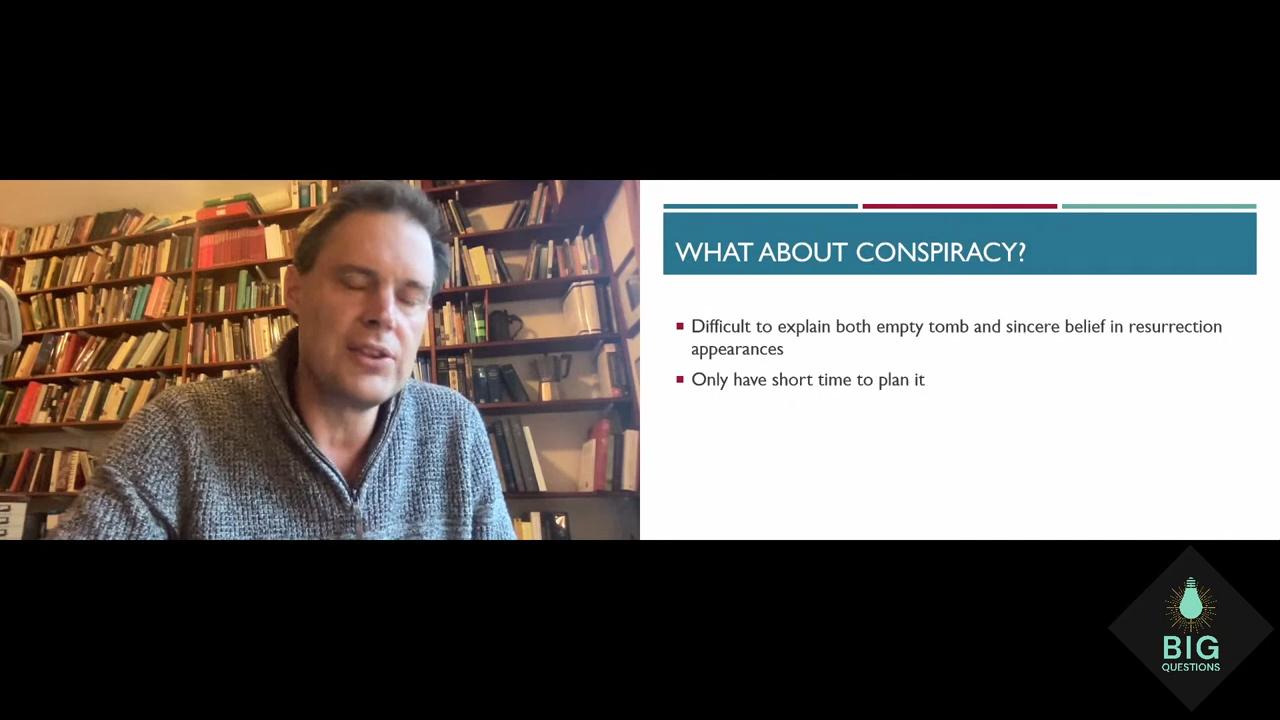 WHAT ABOUT CONSPIRACY?
Difficult to explain both empty tomb and sincere belief in resurrection
appearances
Only have short time to plan it
BIG
QUESTIONS